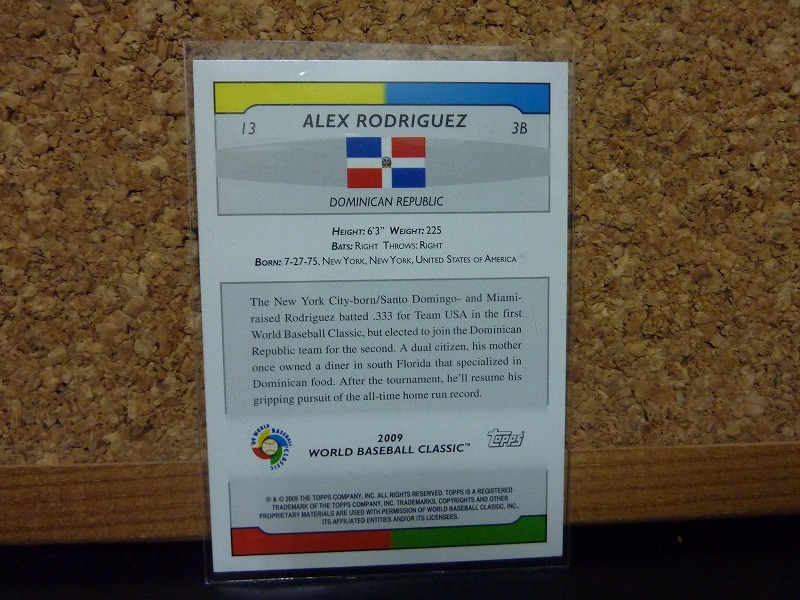 13 ALEX RODRIGUEZ 3B
DOMINICAN REPUBLIC
HEIGHT: 6'3" WEIGHT: 225
BATS: RIGHT THROWS: RIGHT
BORN: 7-27-75, NEW YORK, NEW YORK, UNITED STATES OF AMERICA
The New York City-born/Santo Domingo- and Miami-
raised Rodriguez batted .333 for Team USA in the first
World Baseball Classic, but elected to join the Dominican
Republic team for the second. A dual citizen, his mother
once owned a diner in south Florida that specialized in
Dominican food. After the tournament, he'll resume his
gripping pursuit of the all-time home run record.
'09 WORLD BASEBALL CLASSIC
2009
WORLD BASEBALL CLASSIC™
Topps
® & © 2009 THE TOPPS COMPANY, INC. ALL RIGHTS RESERVED. TOPPS IS A REGISTERED
TRADEMARK OF THE TOPPS COMPANY, INC. TRADEMARKS, COPYRIGHTS AND OTHER
PROPRIETARY MATERIALS ARE USED WITH PERMISSION OF WORLD BASEBALL CLASSIC, INC.,
ITS AFFILIATED ENTITIES AND/OR ITS LICENSEES.